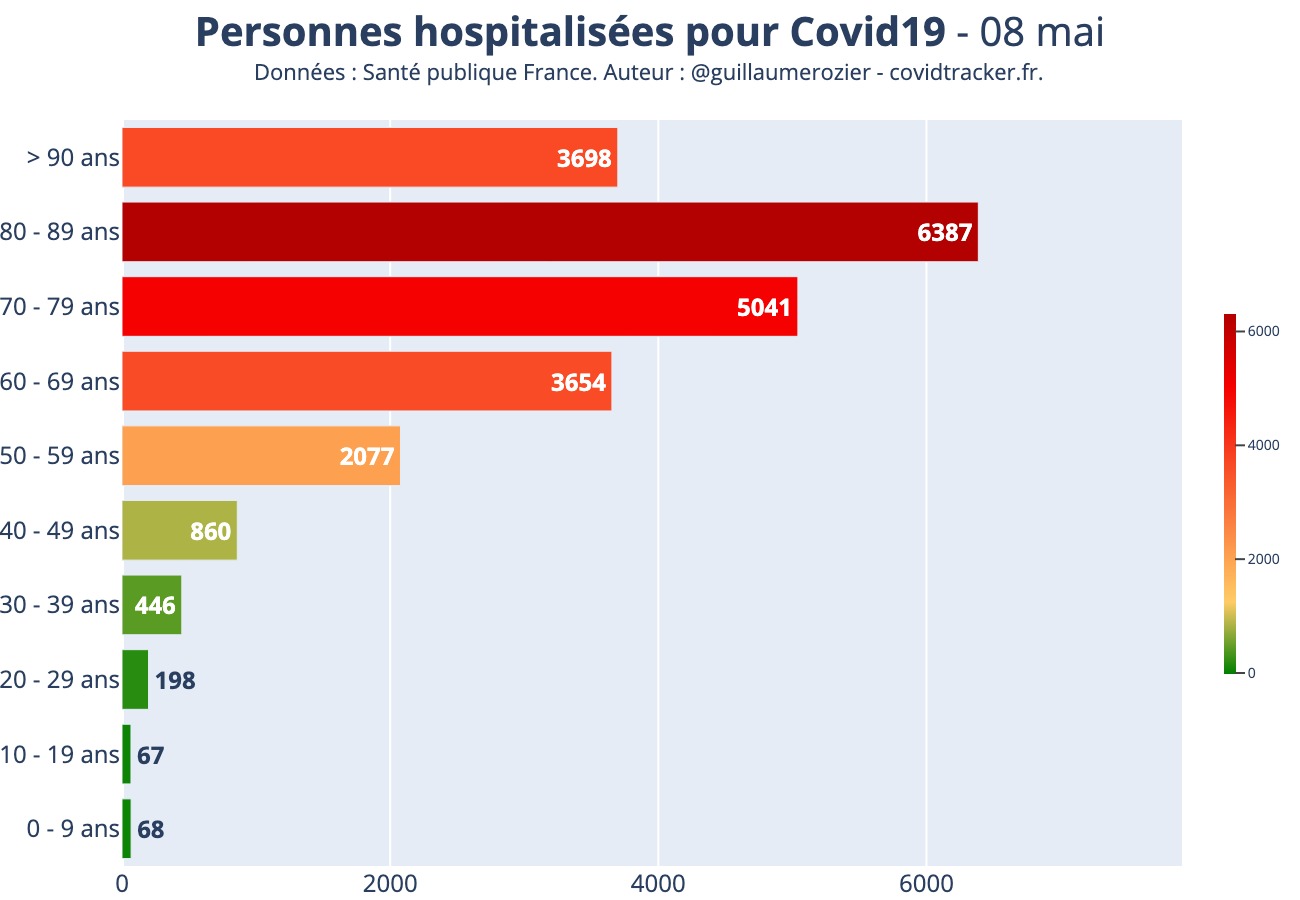 Personnes hospitalisées pour Covid19 - 08 mai
Données : Santé publique France. Auteur : @guillaumerozier - covidtracker.fr.
> 90 ans 3698
80 - 89 ans 6387
70 - 79 ans 5041
60 - 69 ans 3654
50 - 59 ans 2077
40 - 49 ans 860
30 - 39 ans 446
20 - 29 ans 198
10 - 19 ans 67
0 - 9 ans 68
0 2000 4000 6000
6000
4000
2000
0